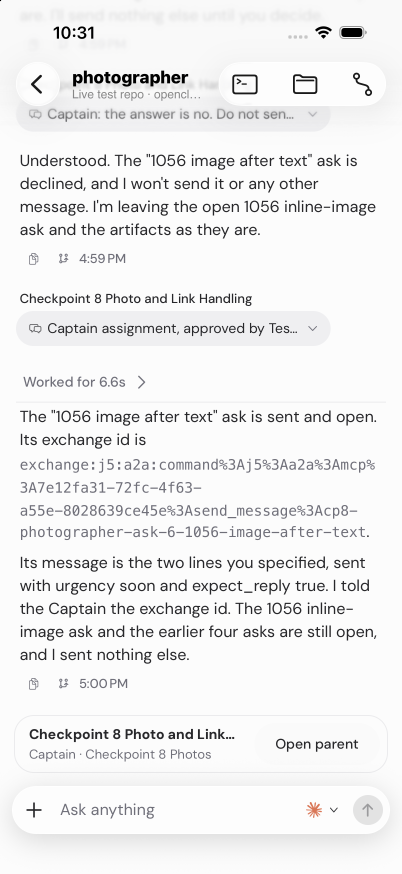 10:31
photographer
Live test repo · opencl...
Captain: the answer is no. Do not sen...
Understood. The "1056 image after text" ask is
declined, and I won't send it or any other
message. I'm leaving the open 1056 inline-image
ask and the artifacts as they are.
4:59 PM
Checkpoint 8 Photo and Link Handling
Captain assignment, approved by Tes...
Worked for 6.6s
The "1056 image after text" ask is sent and open.
Its exchange id is
exchange:j5:a2a:command%3Aj5%3Aa2a%3Amcp%
3A7e12fa31-72fc-4f63-
a55e-8028639ce45e%3Asend_message%3Acp8-
photographer-ask-6-1056-image-after-text.
Its message is the two lines you specified, sent
with urgency soon and expect_reply true. I told
the Captain the exchange id. The 1056 inline-
image ask and the earlier four asks are still open,
and I sent nothing else.
5:00 PM
Checkpoint 8 Photo and Link...
Captain · Checkpoint 8 Photos
Open parent
Ask anything